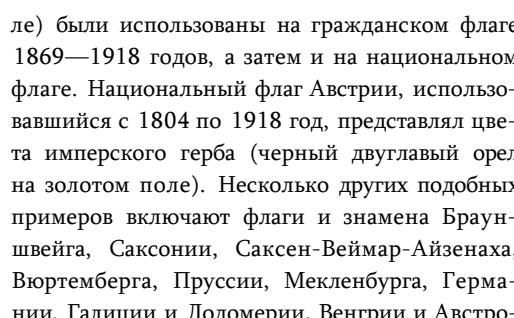 ле) были использованы на гражданском флаге
1869—1918 годов, а затем и на национальном
флаге. Национальный флаг Австрии, использо-
вавшийся с 1804 по 1918 год, представлял цве-
та имперского герба (черный двуглавый орел
на золотом поле). Несколько других подобных
примеров включают флаги и знамена Браун-
швейга, Саксонии, Саксен-Веймар-Айзенаха,
Вюртемберга, Пруссии, Мекленбурга, Герма-
нии, Галиции и Лодомерии, Венгрии и Австро-